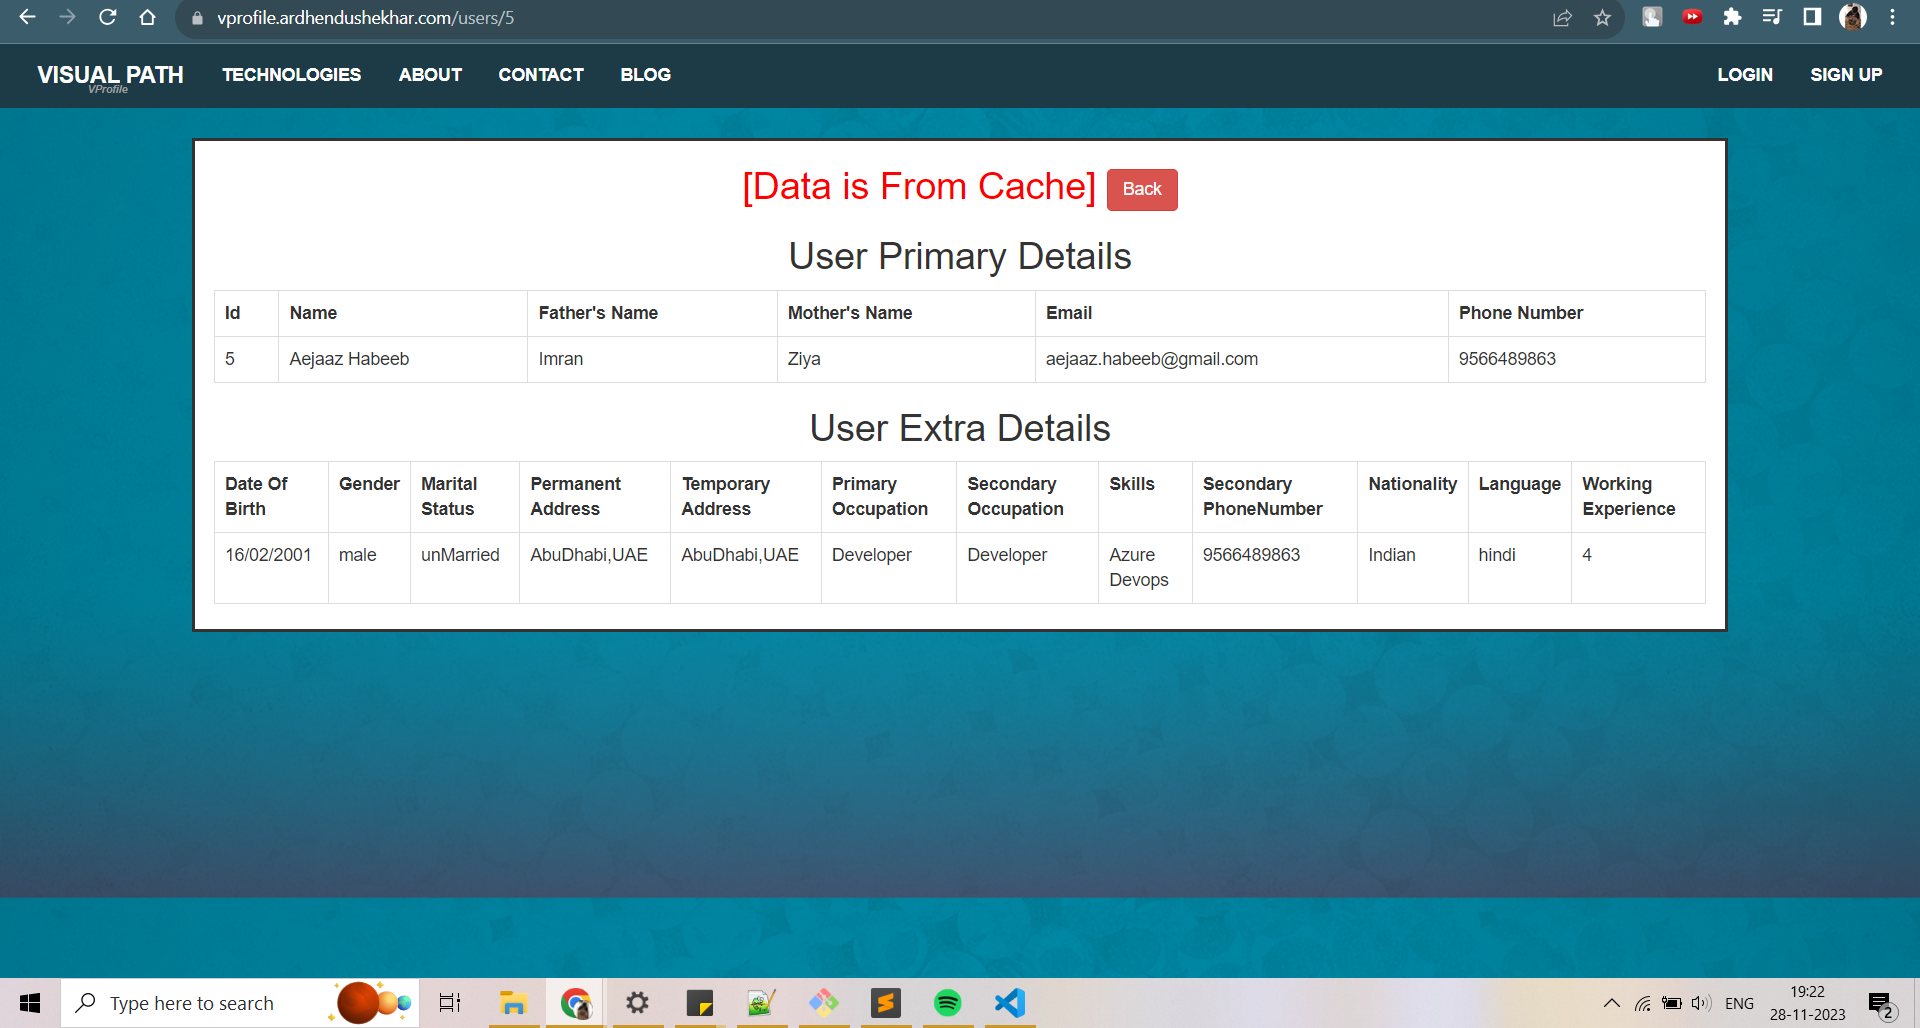 vprofile.ardhendushekhar.com/users/5
VISUAL PATH TECHNOLOGIES ABOUT CONTACT BLOG LOGIN SIGN UP
VProfile
[Data is From Cache] Back
User Primary Details
Id Name Father's Name Mother's Name Email Phone Number
5 Aejaaz Habeeb Imran Ziya aejaaz.habeeb@gmail.com 9566489863
User Extra Details
Date Of Gender Marital Permanent Temporary Primary Secondary Skills Secondary Nationality Language Working
Birth Status Address Address Occupation Occupation PhoneNumber Experience
16/02/2001 male unMarried AbuDhabi,UAE AbuDhabi,UAE Developer Developer Azure 9566489863 Indian hindi 4
Devops
Type here to search
ENG
19:22
28-11-2023
2